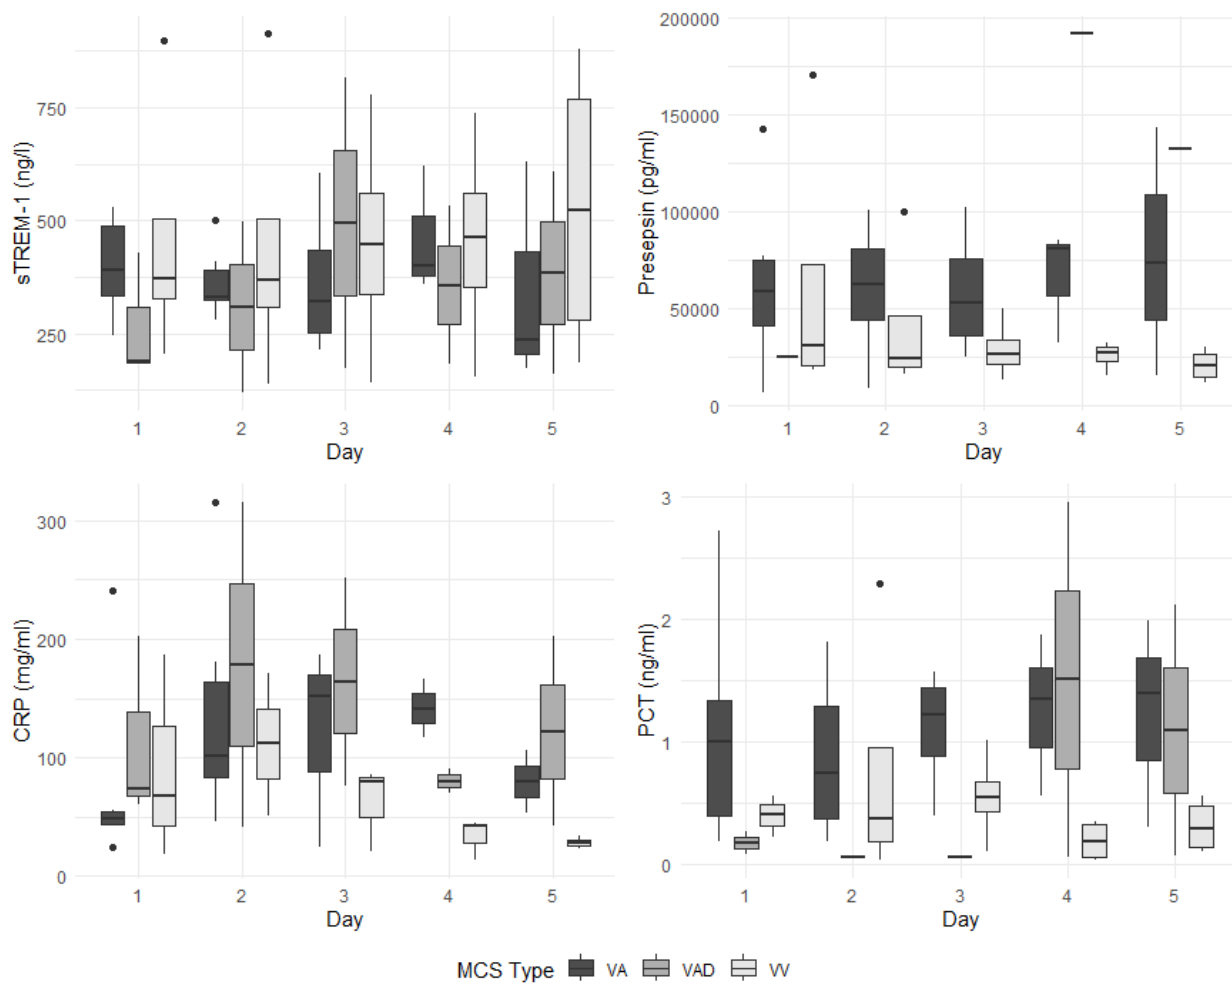 sTREM-1 (ng/l)
750
500
250
1 2 3 4 5
Day
Presepsin (pg/ml)
200000
150000
100000
50000
0
1 2 3 4 5
Day
CRP (mg/ml)
300
200
100
0
1 2 3 4 5
Day
PCT (ng/ml)
3
2
1
0
1 2 3 4 5
Day
MCS Type VA VAD VV